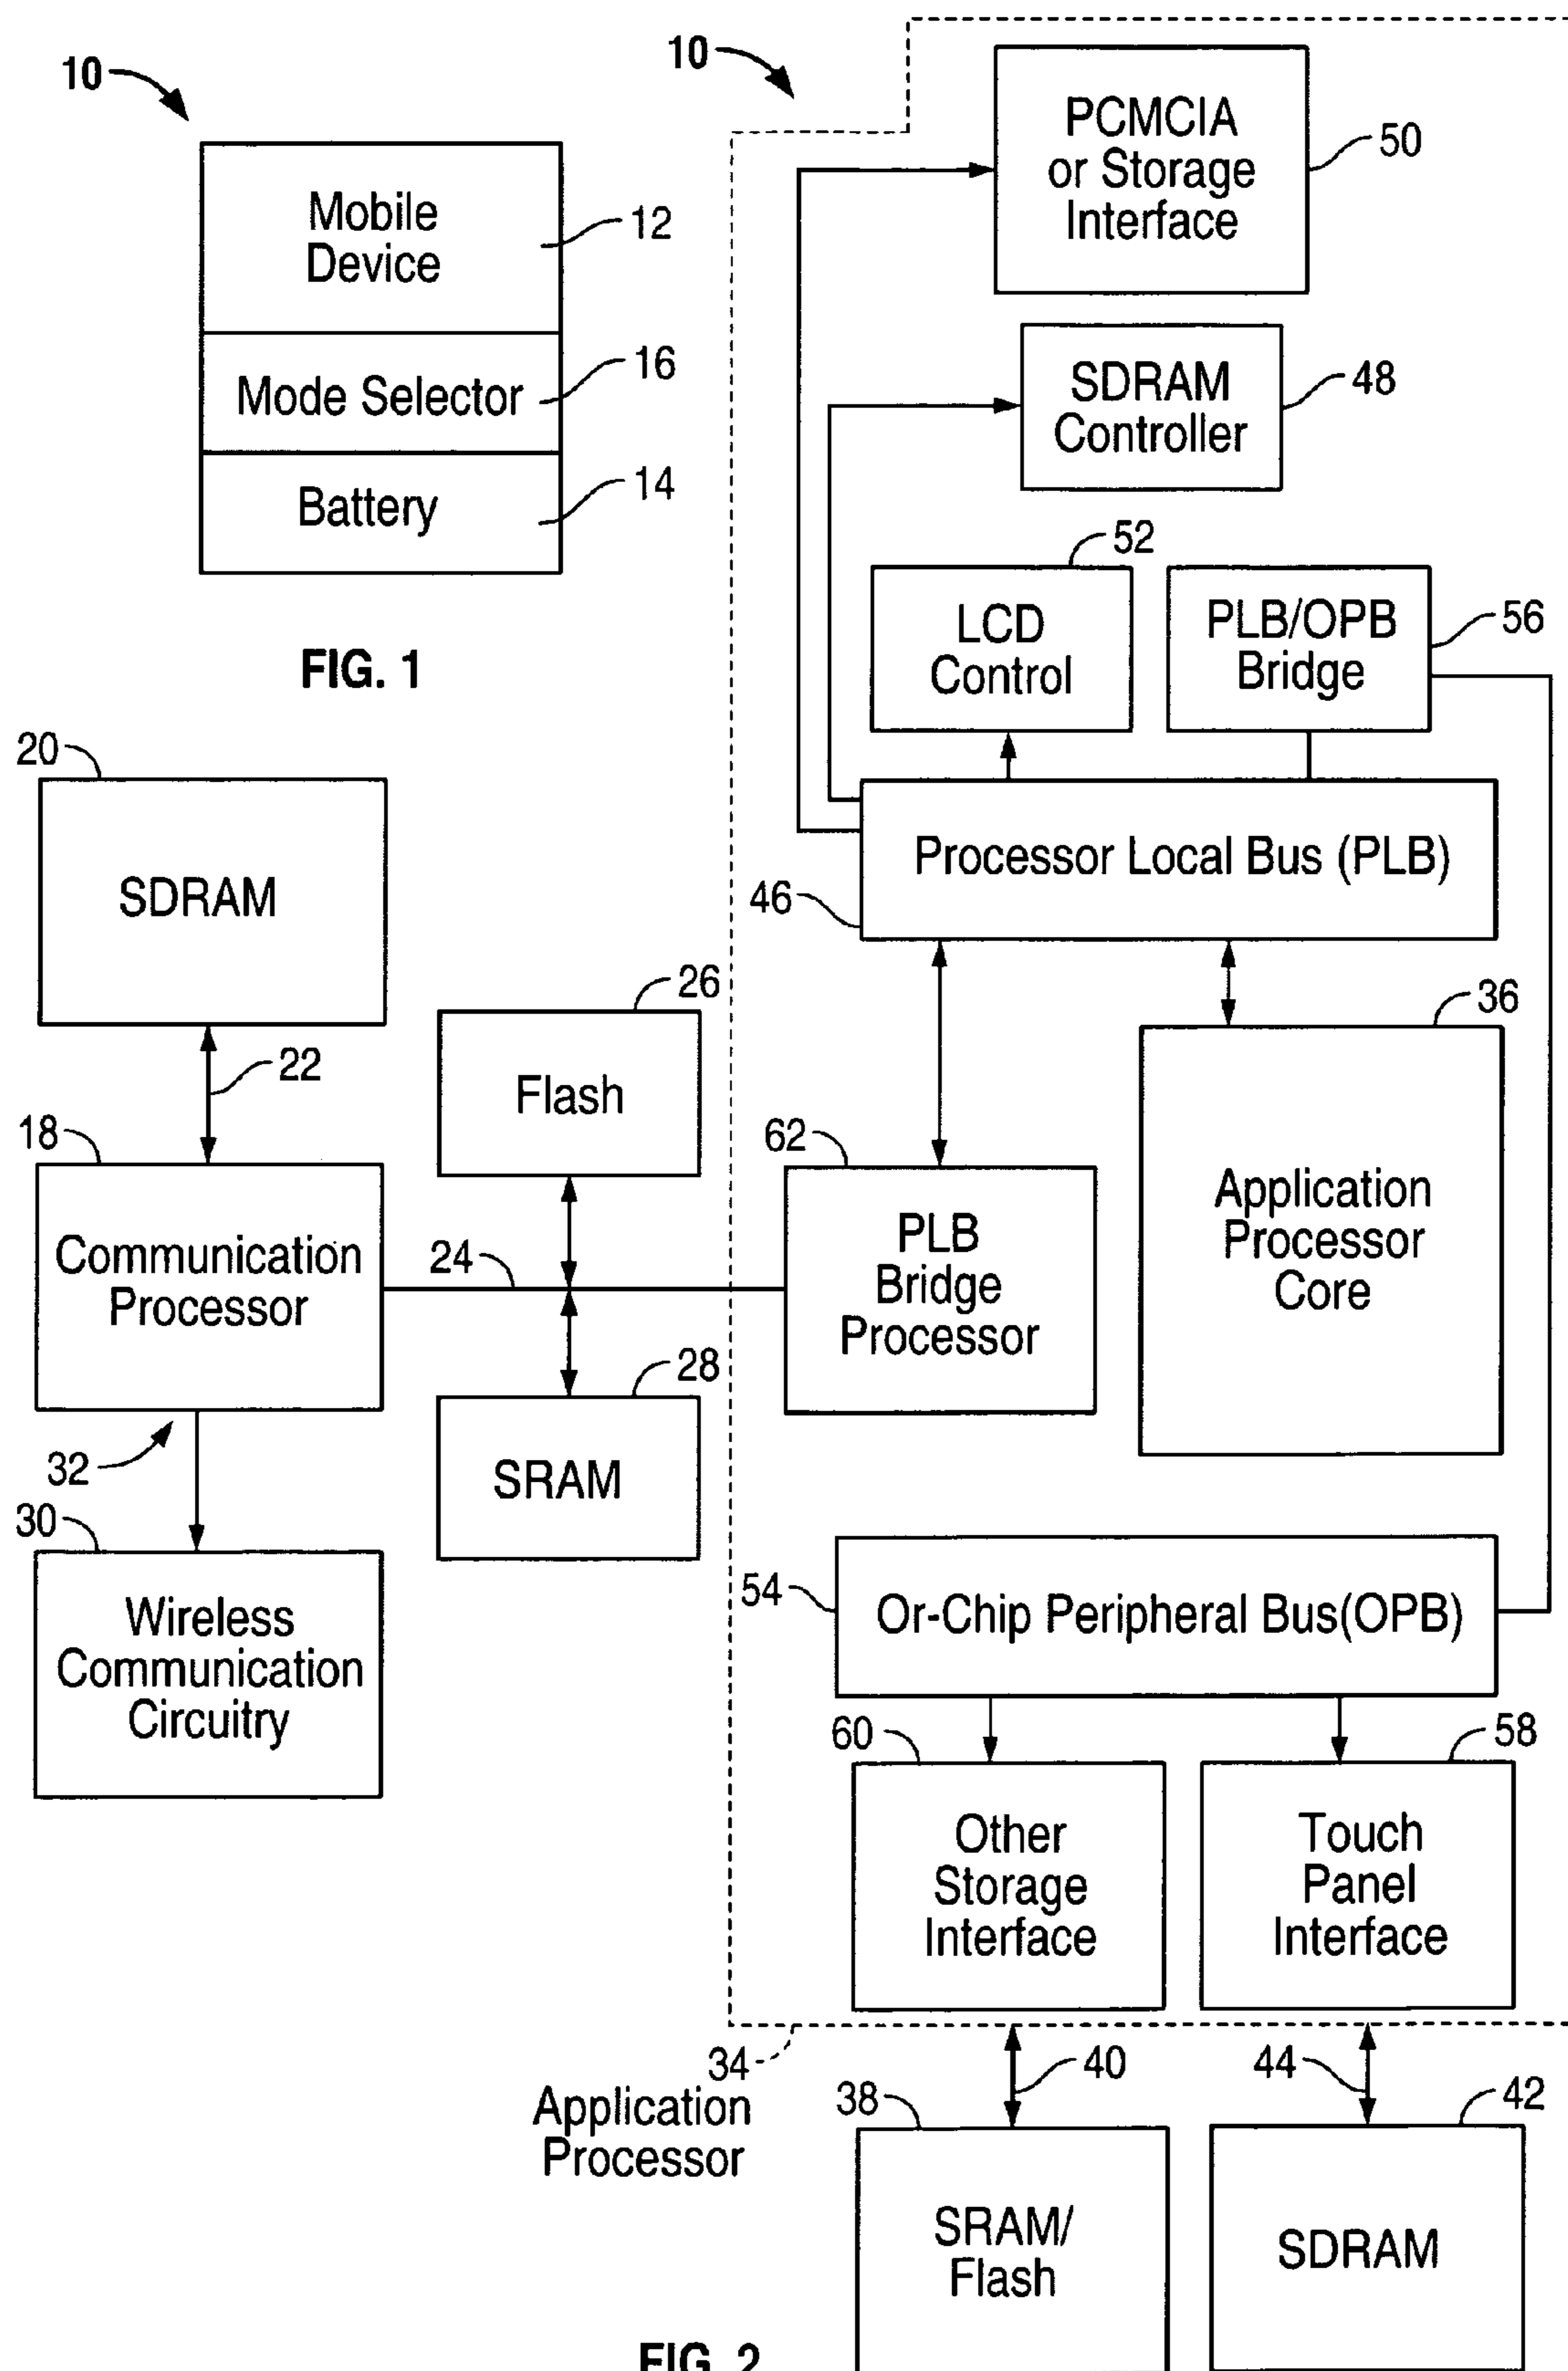 10
Mobile
Device
12
Mode Selector
16
Battery
14
FIG. 1
10
PCMCIA
or Storage
Interface
50
SDRAM
Controller
48
52
LCD
Control
PLB/OPB
Bridge
56
Processor Local Bus (PLB)
46
20
SDRAM
22
26
Flash
18
Communication
Processor
24
28
SRAM
32
30
Wireless
Communication
Circuitry
62
PLB
Bridge
Processor
36
Application
Processor
Core
54
Or-Chip Peripheral Bus(OPB)
60
Other
Storage
Interface
58
Touch
Panel
Interface
34
Application
Processor
40
44
38
SRAM/
Flash
42
SDRAM
FIG. 2